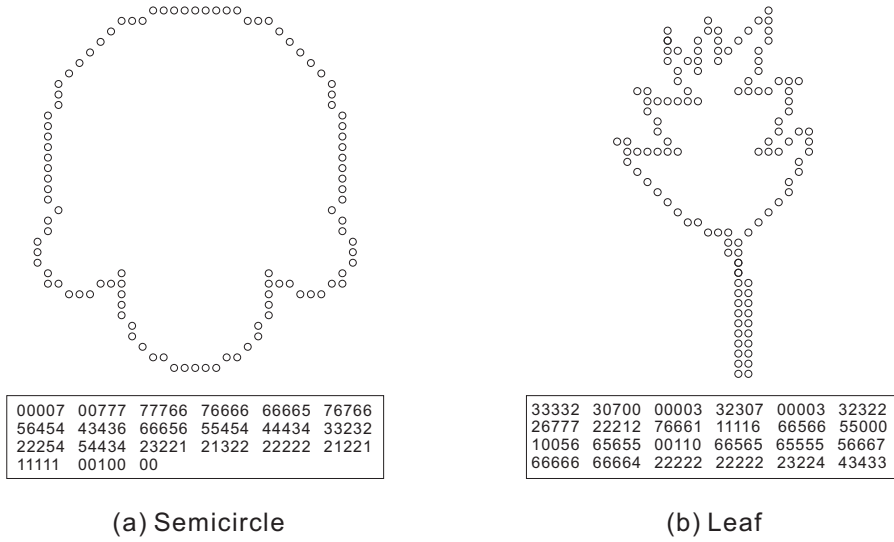 00007 00777 77766 76666 66665 76766
56454 43436 66656 55454 44434 33232
22254 54434 23221 21322 22222 21221
11111 00100 00
(a) Semicircle
33332 30700 00003 32307 00003 32322
26777 22212 76661 11116 66566 55000
10056 65655 00110 66565 65555 56667
66666 66664 22222 22222 23224 43433
(b) Leaf